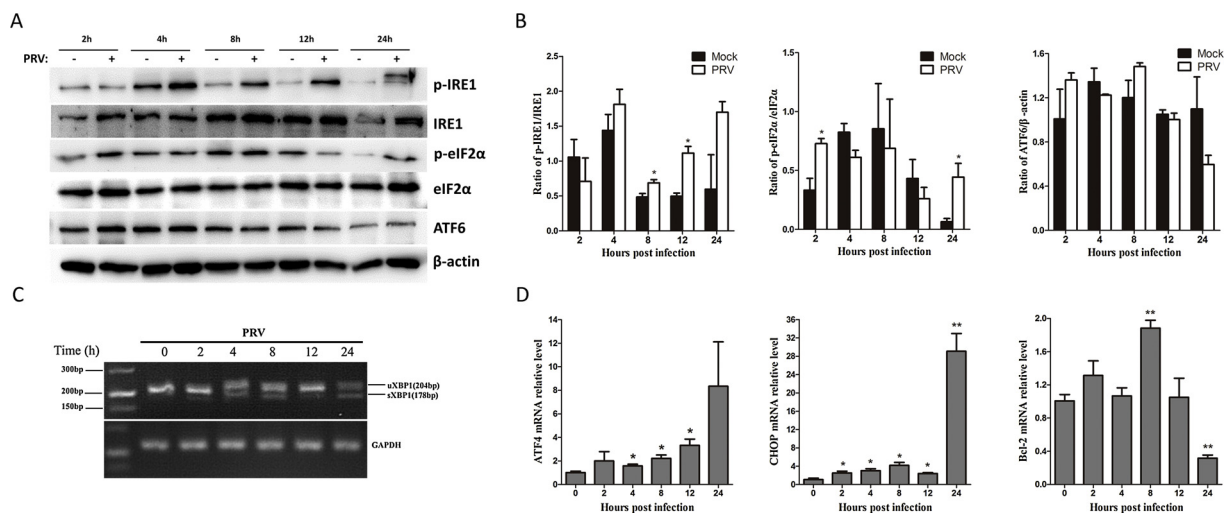 A
2h 4h 8h 12h 24h
PRV: - + - + - + - + - +
p-IRE1
IRE1
p-eIF2α
eIF2α
ATF6
β-actin
B
Ratio of p-IRE1/IRE1
Mock
PRV
2.5
2.0
1.5
1.0
0.5
0.0
* *
2 4 8 12 24
Hours post infection
Ratio of p-eIF2α /eIF2α
Mock
PRV
1.5
1.0
0.5
0.0
* *
2 4 8 12 24
Hours post infection
Ratio of ATF6/β -actin
Mock
PRV
1.6
1.2
0.8
0.4
0.0
2 4 8 12 24
Hours post infection
C
PRV
Time (h) 0 2 4 8 12 24
300bp
200bp
150bp
uXBP1(204bp)
sXBP1(178bp)
GAPDH
D
ATF4 mRNA relative level
14
12
10
8
6
4
2
0
* * *
0 2 4 8 12 24
Hours post infection
CHOP mRNA relative level
36
32
28
24
20
16
12
8
4
0
* * * * **
0 2 4 8 12 24
Hours post infection
Bcl-2 mRNA relative level
2.0
1.6
1.2
0.8
0.4
0.0
** **
0 2 4 8 12 24
Hours post infection